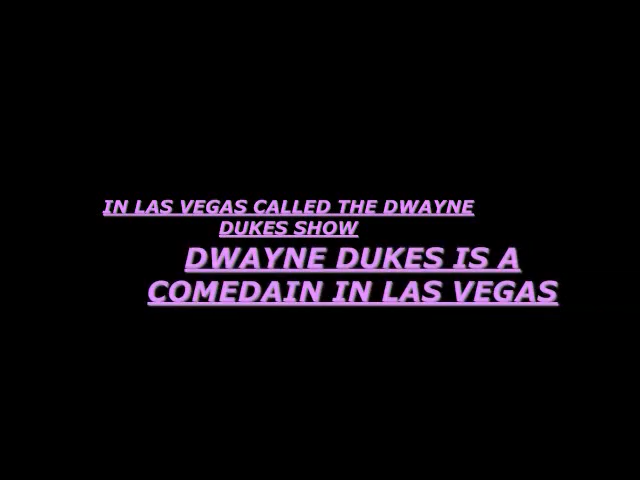 IN LAS VEGAS CALLED THE DWAYNE
DUKES SHOW
DWAYNE DUKES IS A
COMEDAIN IN LAS VEGAS